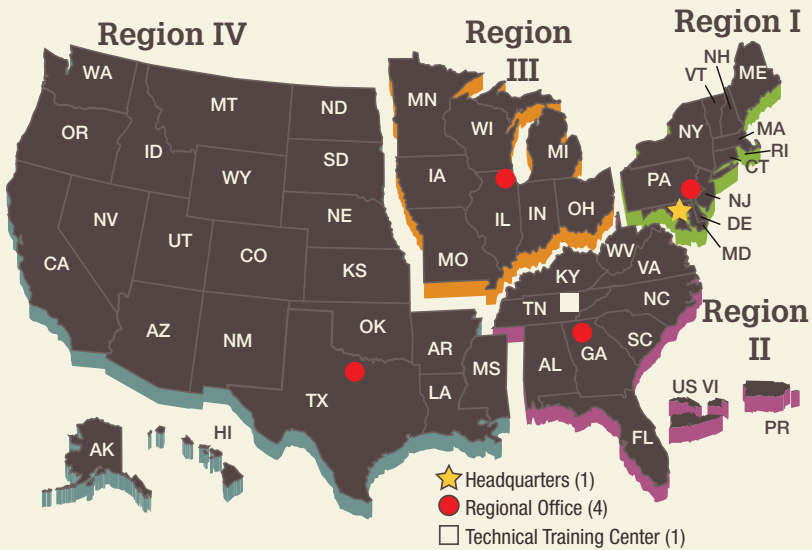 Region IV
Region
III
Region I
WA
MT
ND
OR
ID
SD
WY
NE
NV
UT
CO
KS
CA
AZ
NM
OK
TX
AR
LA
MS
AK
HI
MN
WI
MI
IA
IL
IN
OH
MO
NH
VT
ME
NY
MA
RI
CT
PA
NJ
DE
MD
WV
VA
KY
TN
NC
SC
AL
GA
FL
Region
II
US VI
PR
Headquarters (1)
Regional Office (4)
Technical Training Center (1)